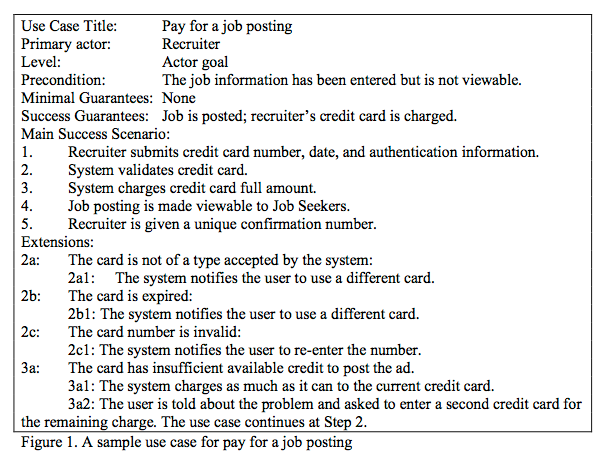 Use Case Title: Pay for a job posting
Primary actor: Recruiter
Level: Actor goal
Precondition: The job information has been entered but is not viewable.
Minimal Guarantees: None
Success Guarantees: Job is posted; recruiter's credit card is charged.
Main Success Scenario:
1. Recruiter submits credit card number, date, and authentication information.
2. System validates credit card.
3. System charges credit card full amount.
4. Job posting is made viewable to Job Seekers.
5. Recruiter is given a unique confirmation number.
Extensions:
2a: The card is not of a type accepted by the system:
2a1: The system notifies the user to use a different card.
2b: The card is expired:
2b1: The system notifies the user to use a different card.
2c: The card number is invalid:
2c1: The system notifies the user to re-enter the number.
3a: The card has insufficient available credit to post the ad.
3a1: The system charges as much as it can to the current credit card.
3a2: The user is told about the problem and asked to enter a second credit card for
the remaining charge. The use case continues at Step 2.
Figure 1. A sample use case for pay for a job posting